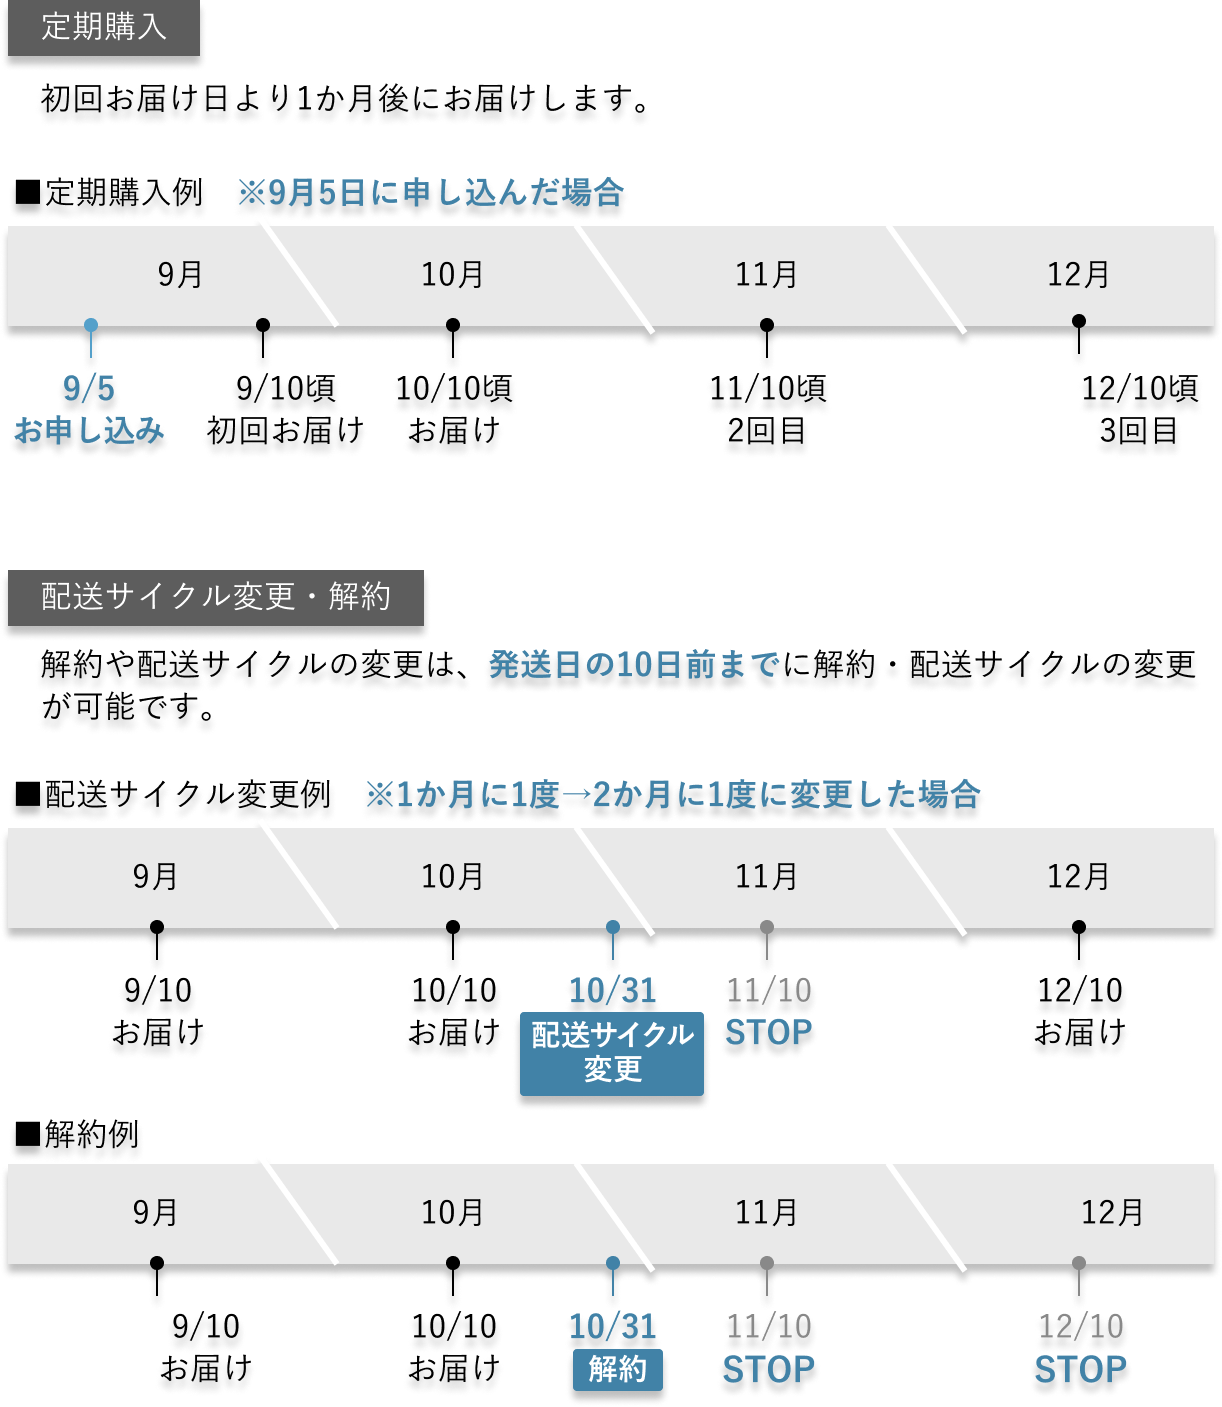 定期購入
初回お届け日より1か月後にお届けします。
■定期購入例　※9月5日に申し込んだ場合
9月 10月 11月 12月
9/5 9/10頃 10/10頃 11/10頃 12/10頃
お申し込み 初回お届け お届け 2回目 3回目
配送サイクル変更・解約
解約や配送サイクルの変更は、発送日の10日前までに解約・配送サイクルの変更
が可能です。
■配送サイクル変更例　※1か月に1度→2か月に1度に変更した場合
9月 10月 11月 12月
9/10 10/10 10/31 11/10 12/10
お届け お届け 配送サイクル STOP お届け
変更
■解約例
9月 10月 11月 12月
9/10 10/10 10/31 11/10 12/10
お届け お届け 解約 STOP STOP